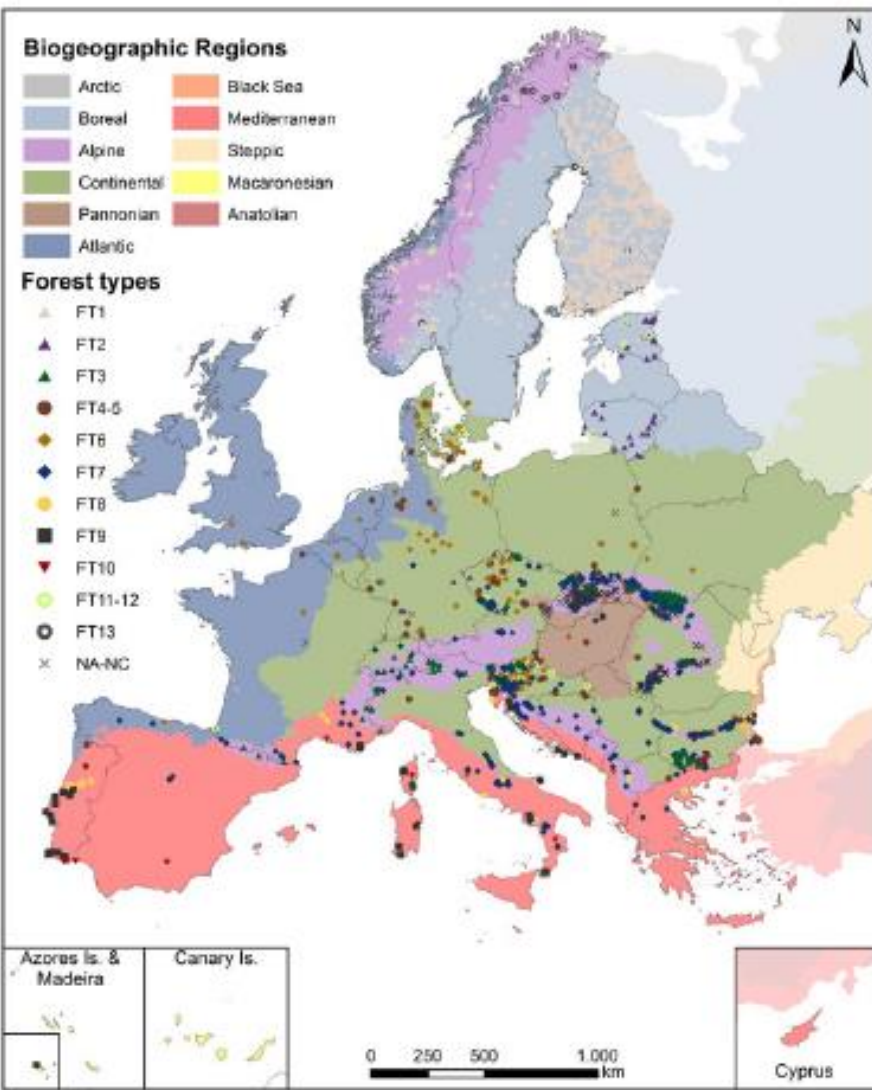 N
Biogeographic Regions
Arctic
Black Sea
Boreal
Mediterranean
Alpine
Steppic
Continental
Macaronesian
Pannonian
Anatolian
Atlantic
Forest types
FT1
FT2
FT3
FT4-5
FT6
FT7
FT8
FT9
FT10
FT11-12
FT13
NA-NC
Azores Is. &
Madeira
Canary Is.
0 250 500 1.000
km
Cyprus